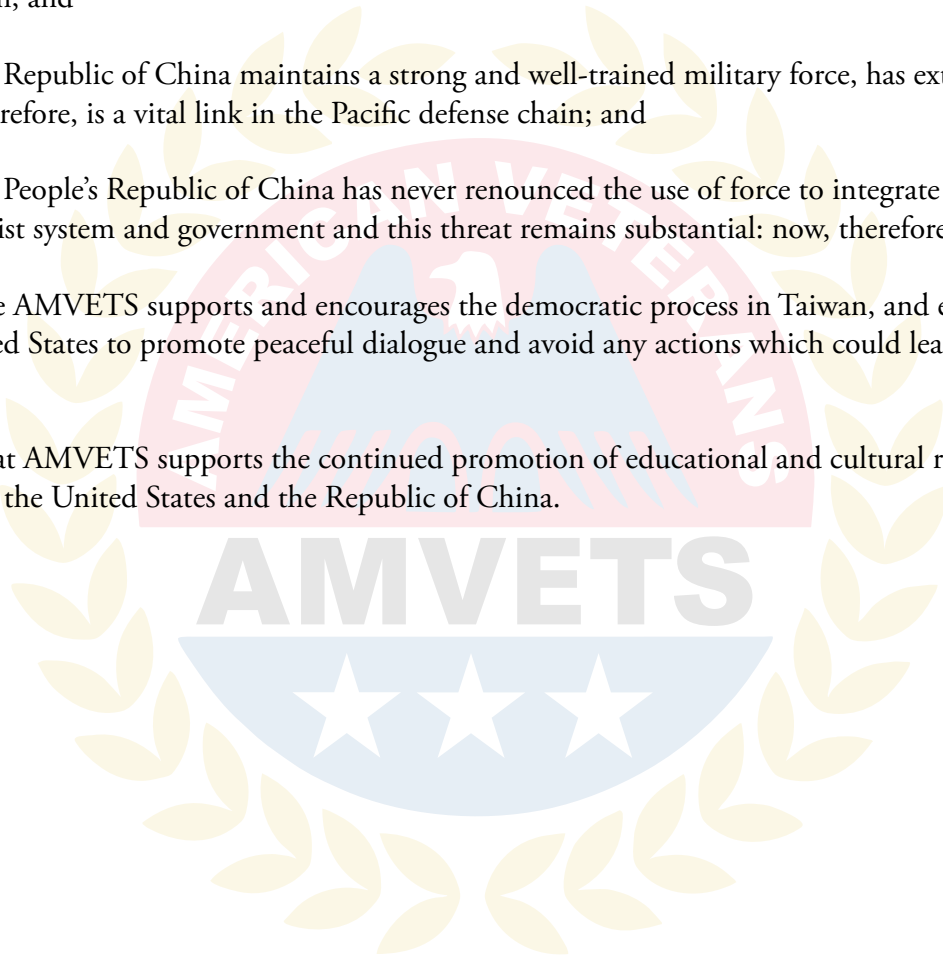 n, and
Republic of China maintains a strong and well-trained military force, has ext
refore, is a vital link in the Pacific defense chain; and
People’s Republic of China has never renounced the use of force to integrate
ist system and government and this threat remains substantial: now, therefore
e AMVETS supports and encourages the democratic process in Taiwan, and e
ed States to promote peaceful dialogue and avoid any actions which could lea
at AMVETS supports the continued promotion of educational and cultural r
the United States and the Republic of China.
AMERICAN VETERANS
AMVETS